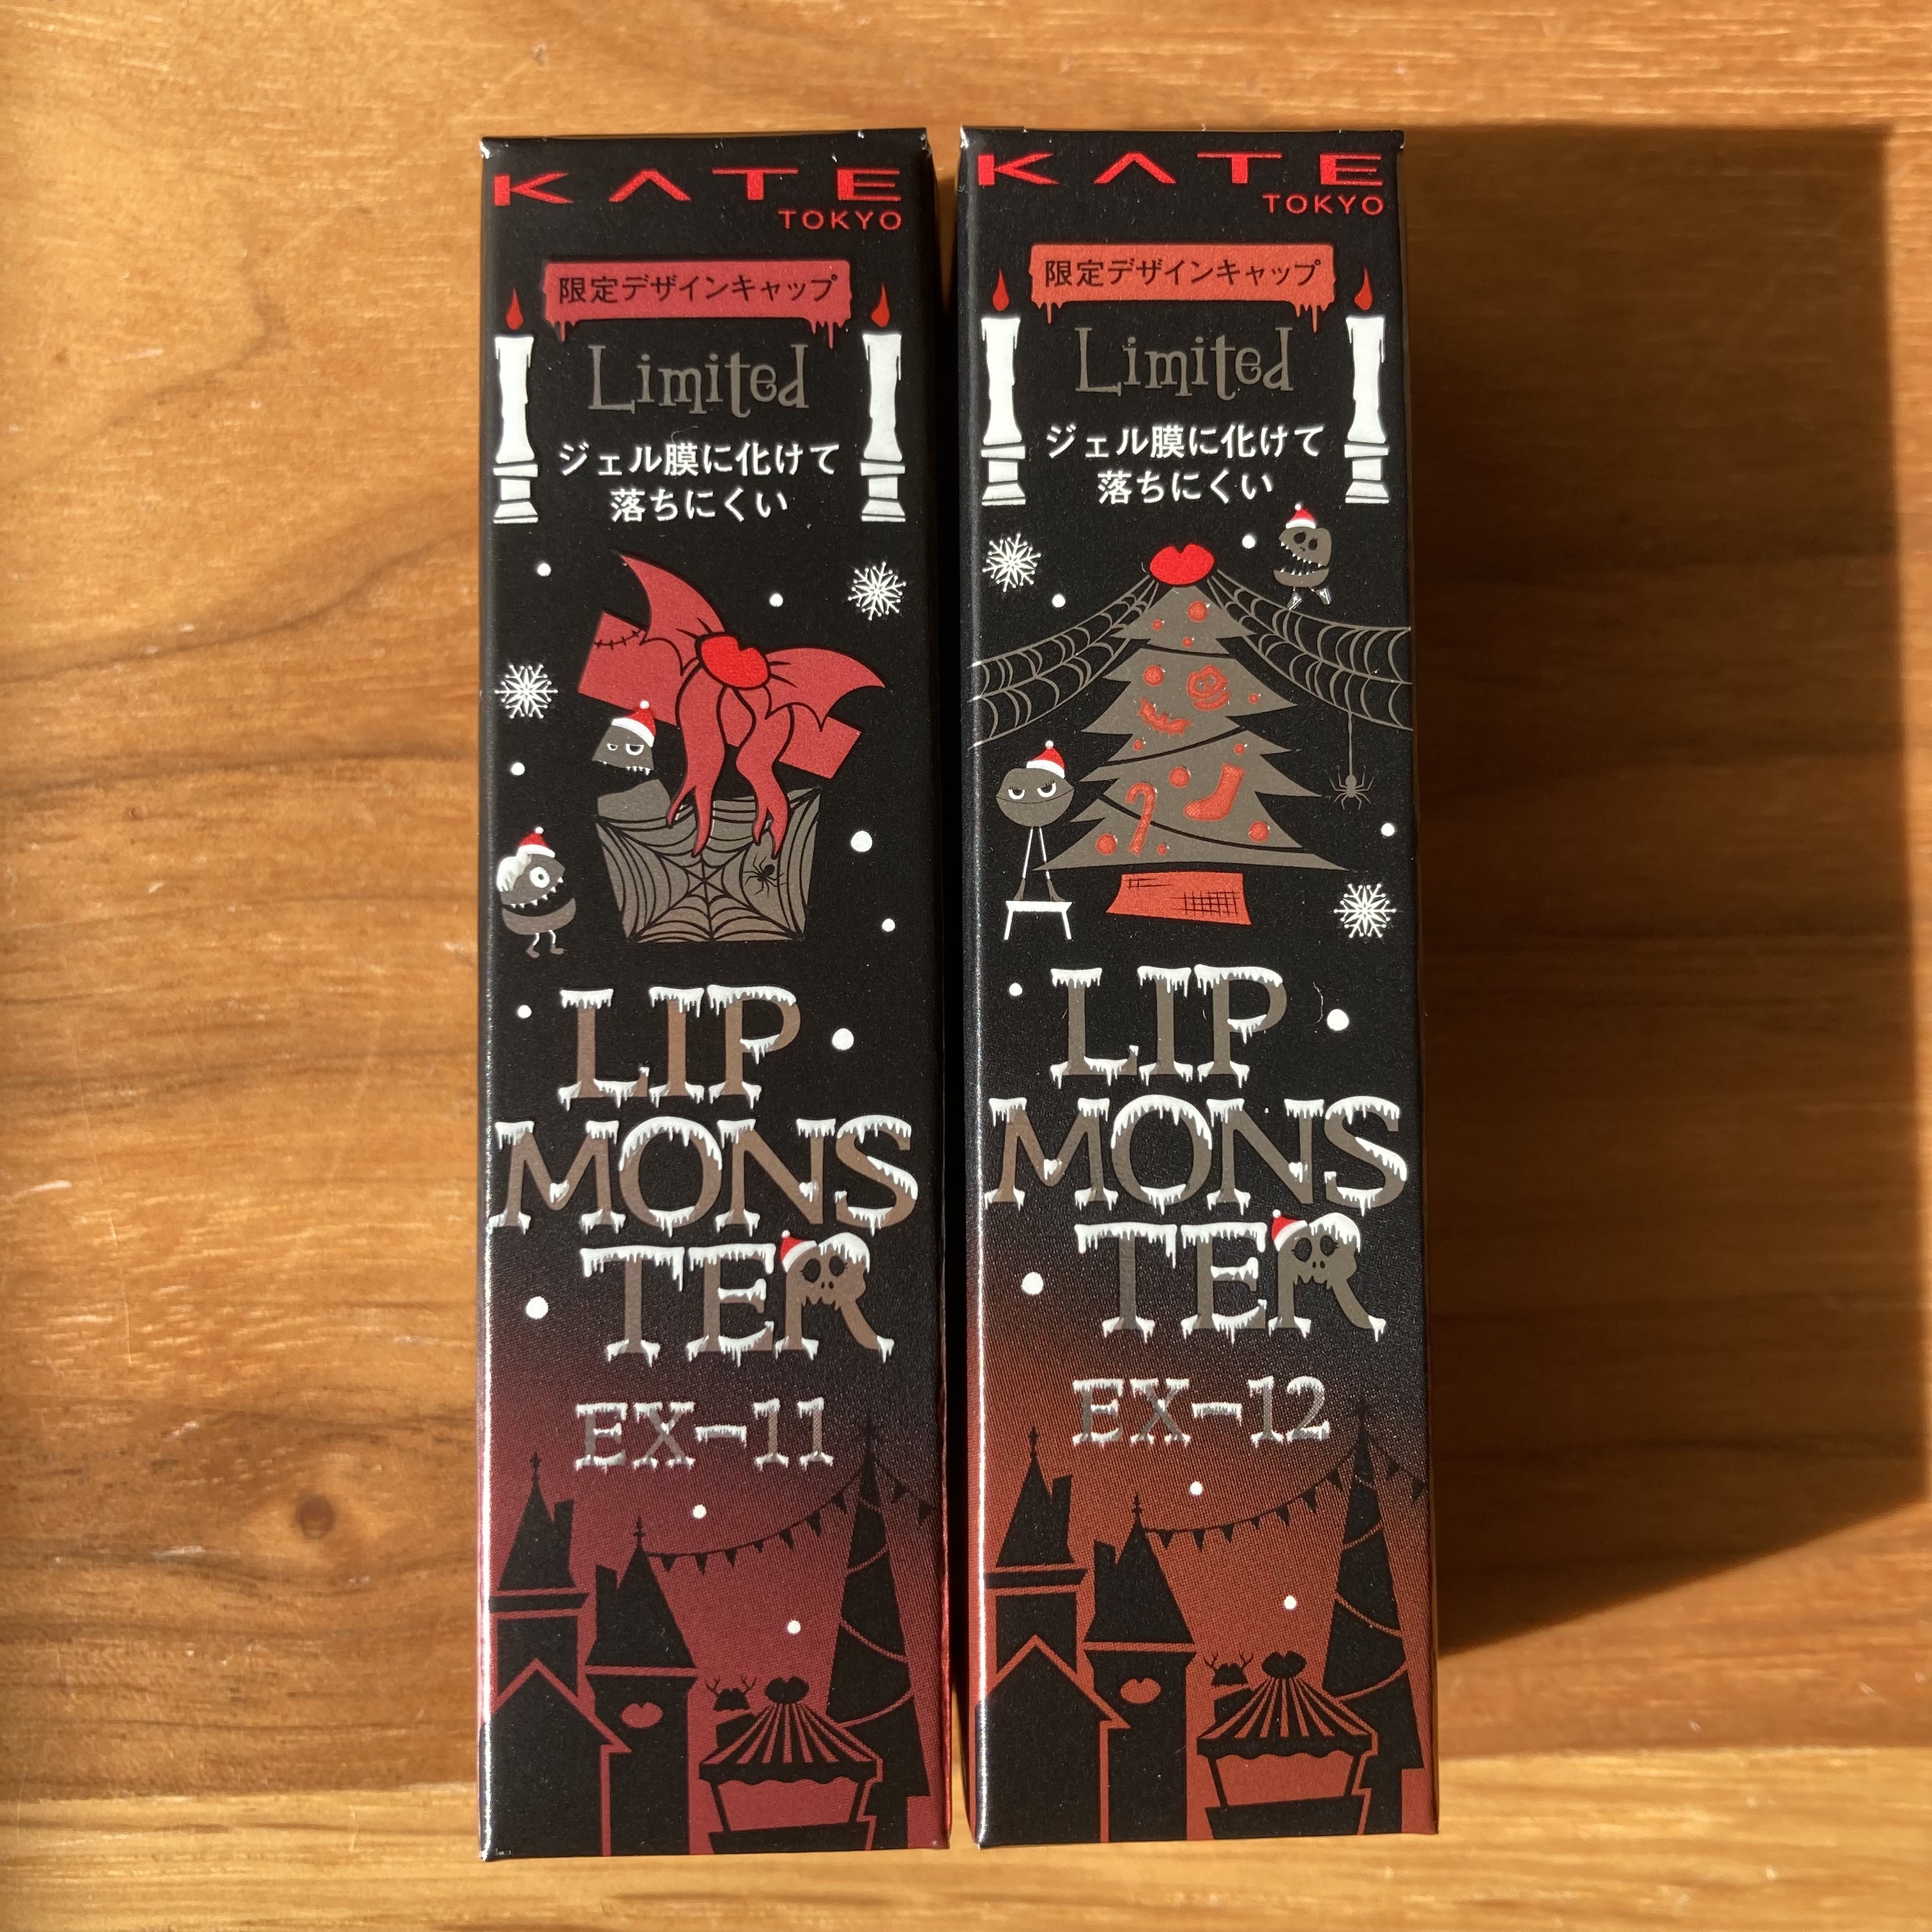 KATE
TOKYO
限定デザインキャップ
Limited
ジェル膜に化けて
落ちにくい
LIP
MONS
TER
EX-11
KATE
TOKYO
限定デザインキャップ
Limited
ジェル膜に化けて
落ちにくい
LIP
MONS
TER
EX-12